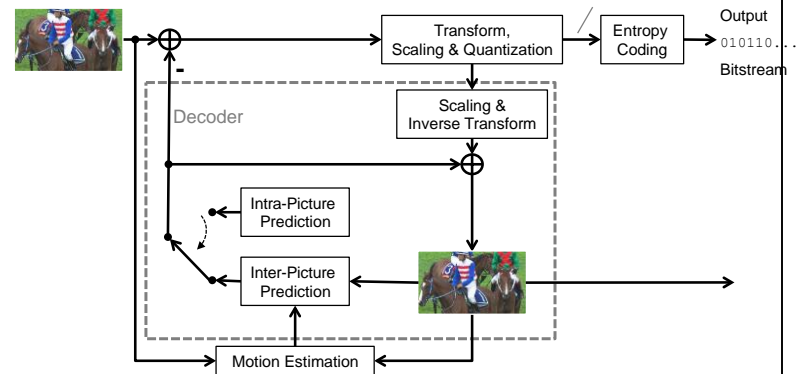 Transform,
Scaling & Quantization
Entropy
Coding
Output
010110...
Bitstream
-
Decoder
Scaling &
Inverse Transform
Intra-Picture
Prediction
Inter-Picture
Prediction
Motion Estimation